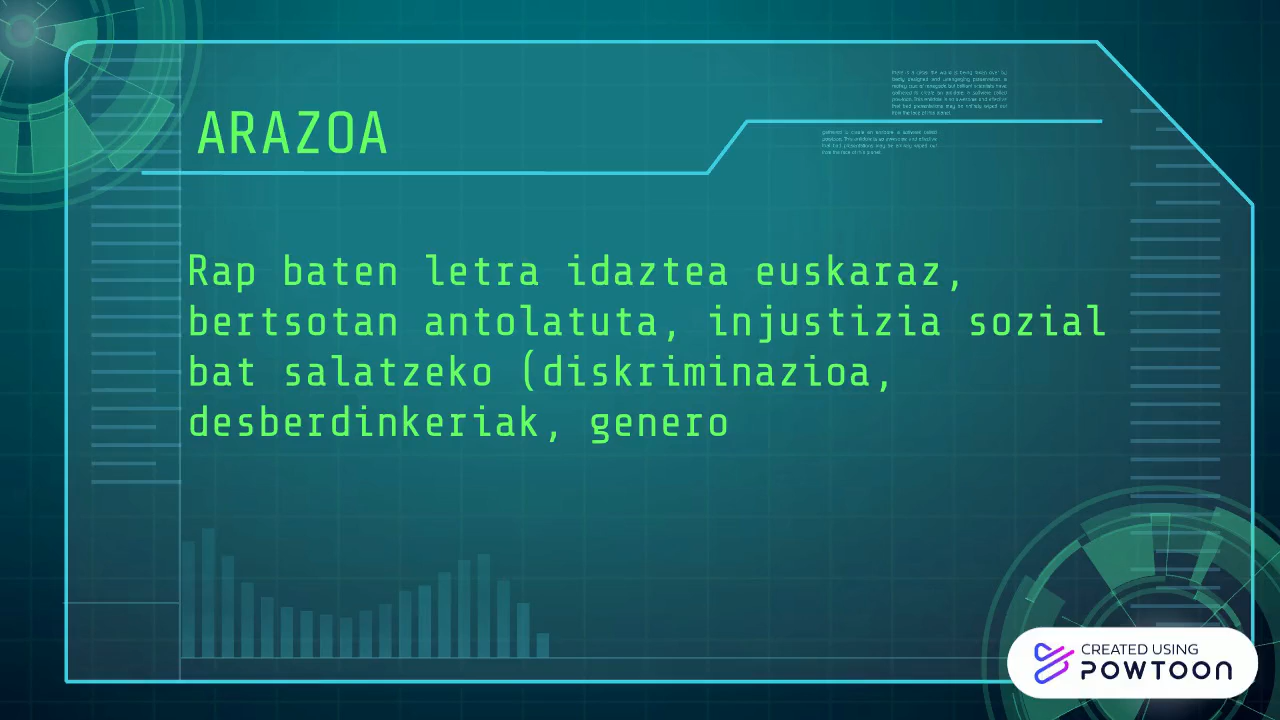 ARAZOA
Rap baten letra idaztea euskaraz,
bertsotan antolatuta, injustizia sozial
bat salatzeko (diskriminazioa,
desberdinkeriak, genero
CREATED USING
POWTOON